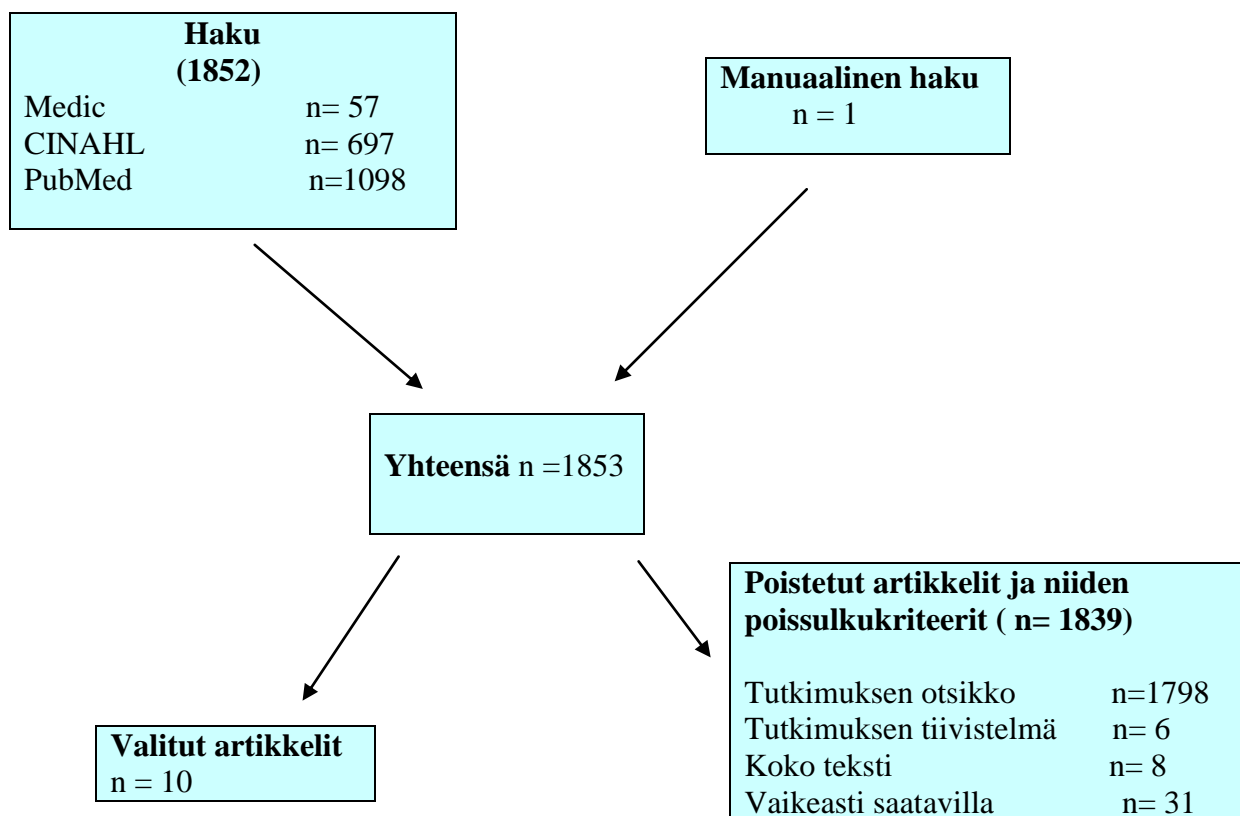 Haku
(1852)
Medic n= 57
CINAHL n= 697
PubMed n=1098
Manuaalinen haku
n = 1
Yhteensä n =1853
Poistetut artikkelit ja niiden
poissulkukriteerit ( n= 1839)
Tutkimuksen otsikko n=1798
Tutkimuksen tiivistelmä n= 6
Koko teksti n= 8
Vaikeasti saatavilla n= 31
Valitut artikkelit
n = 10